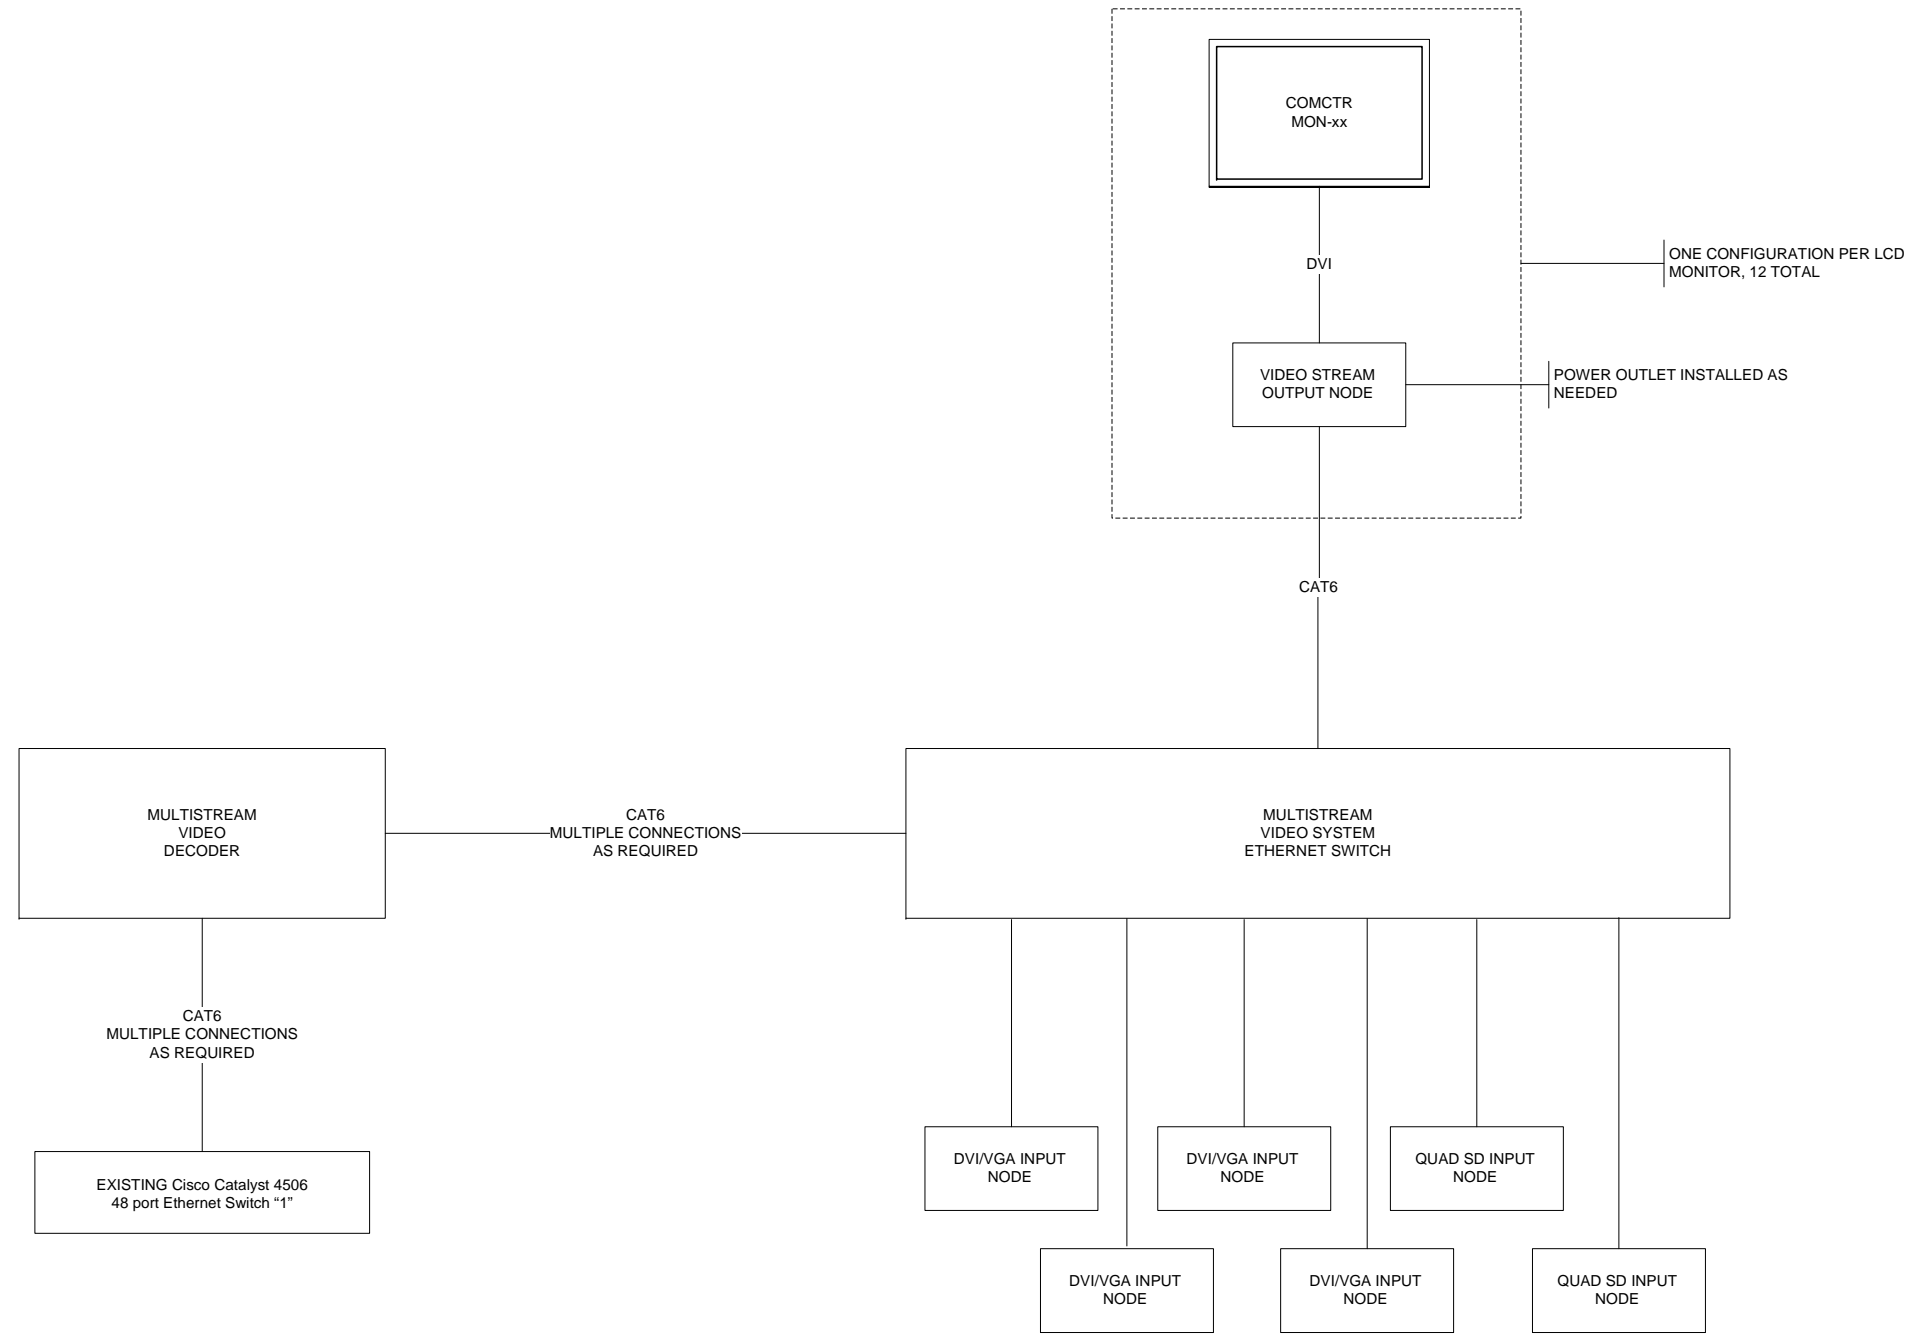 COMCTR
MON-xx
DVI
ONE CONFIGURATION PER LCD
MONITOR, 12 TOTAL
VIDEO STREAM
OUTPUT NODE
POWER OUTLET INSTALLED AS
NEEDED
CAT6
MULTISTREAM
VIDEO
DECODER
CAT6
MULTIPLE CONNECTIONS
AS REQUIRED
MULTISTREAM
VIDEO SYSTEM
ETHERNET SWITCH
CAT6
MULTIPLE CONNECTIONS
AS REQUIRED
EXISTING Cisco Catalyst 4506
48 port Ethernet Switch “1”
DVI/VGA INPUT
NODE
DVI/VGA INPUT
NODE
QUAD SD INPUT
NODE
DVI/VGA INPUT
NODE
DVI/VGA INPUT
NODE
QUAD SD INPUT
NODE